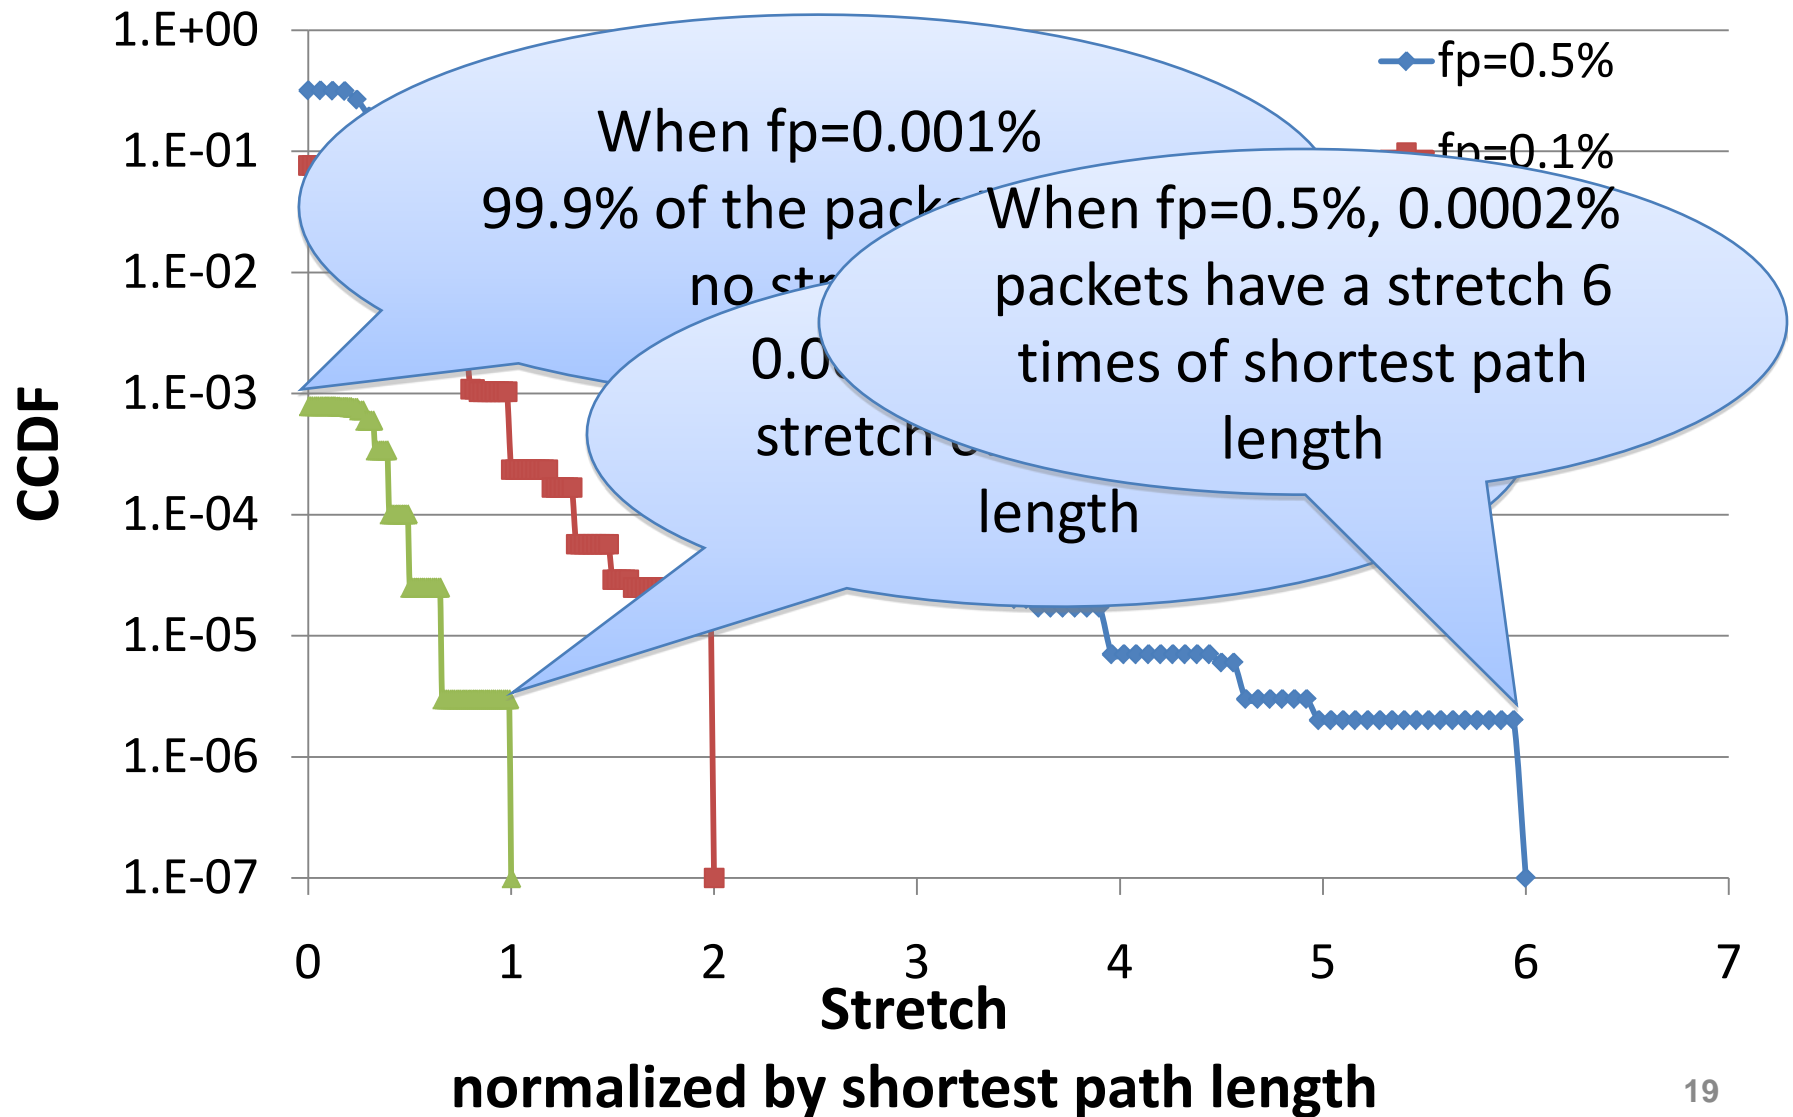 1.E+00
1.E-01
1.E-02
1.E-03
1.E-04
1.E-05
1.E-06
1.E-07
CCDF
fp=0.5%
fp=0.1%
When fp=0.001%
99.9% of the
no
When fp=0.5%, 0.0002%
packets have a stretch 6
times of shortest path
length
stretch
length
0 1 2 3 4 5 6 7
Stretch
normalized by shortest path length
19